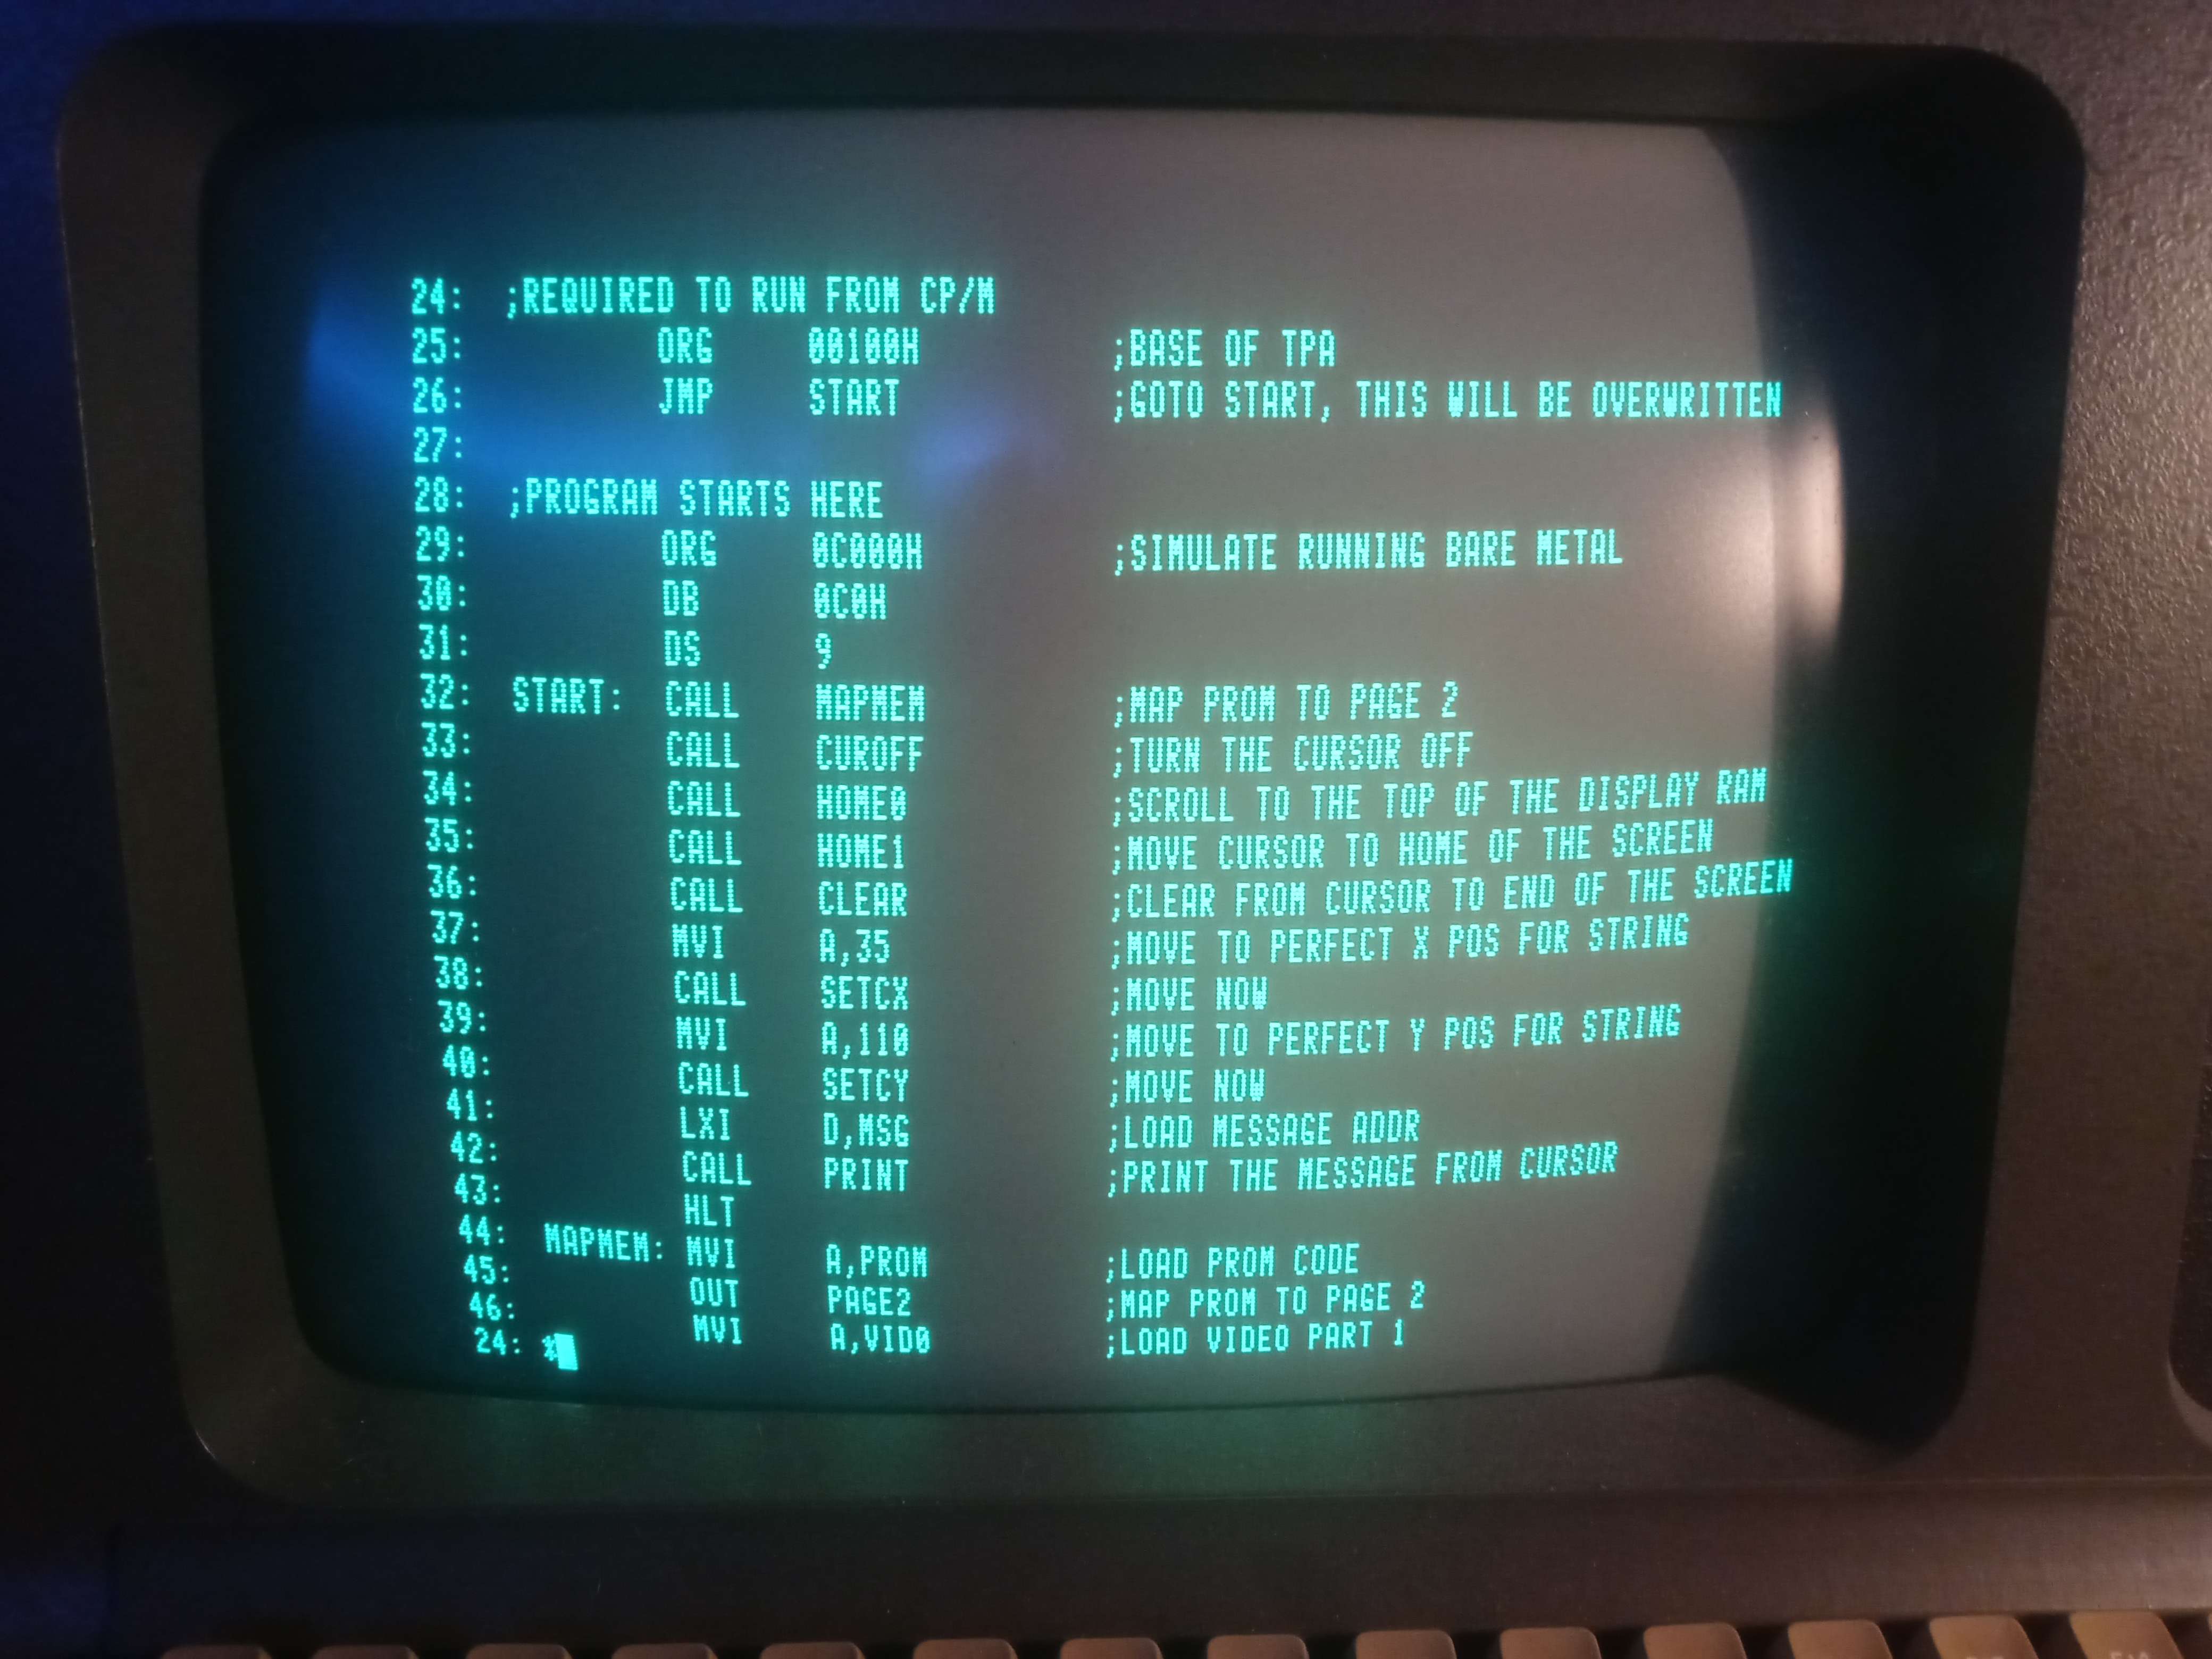 24: ;REQUIRED TO RUN FROM CP/M
25: ORG 00100H ;BASE OF TPA
26: JMP START ;GOTO START, THIS WILL BE OVERWRITTEN
27:
28: ;PROGRAM STARTS HERE
29: ORG 0C000H ;SIMULATE RUNNING BARE METAL
30: DB 0C0H
31: DS 9
32: START: CALL MAPMEM ;MAP PROM TO PAGE 2
33: CALL CUROFF ;TURN THE CURSOR OFF
34: CALL HOME0 ;SCROLL TO THE TOP OF THE DISPLAY RAM
35: CALL HOME1 ;MOVE CURSOR TO HOME OF THE SCREEN
36: CALL CLEAR ;CLEAR FROM CURSOR TO END OF THE SCREEN
37: MVI A,35 ;MOVE TO PERFECT X POS FOR STRING
38: CALL SETCX ;MOVE NOW
39: MVI A,110 ;MOVE TO PERFECT Y POS FOR STRING
40: CALL SETCY ;MOVE NOW
41: LXI D,MSG ;LOAD MESSAGE ADDR
42: CALL PRINT ;PRINT THE MESSAGE FROM CURSOR
43: HLT
44: MAPMEM: MVI A,PROM ;LOAD PROM CODE
45: OUT PAGE2 ;MAP PROM TO PAGE 2
46: MVI A,VID0 ;LOAD VIDEO PART 1
24: *